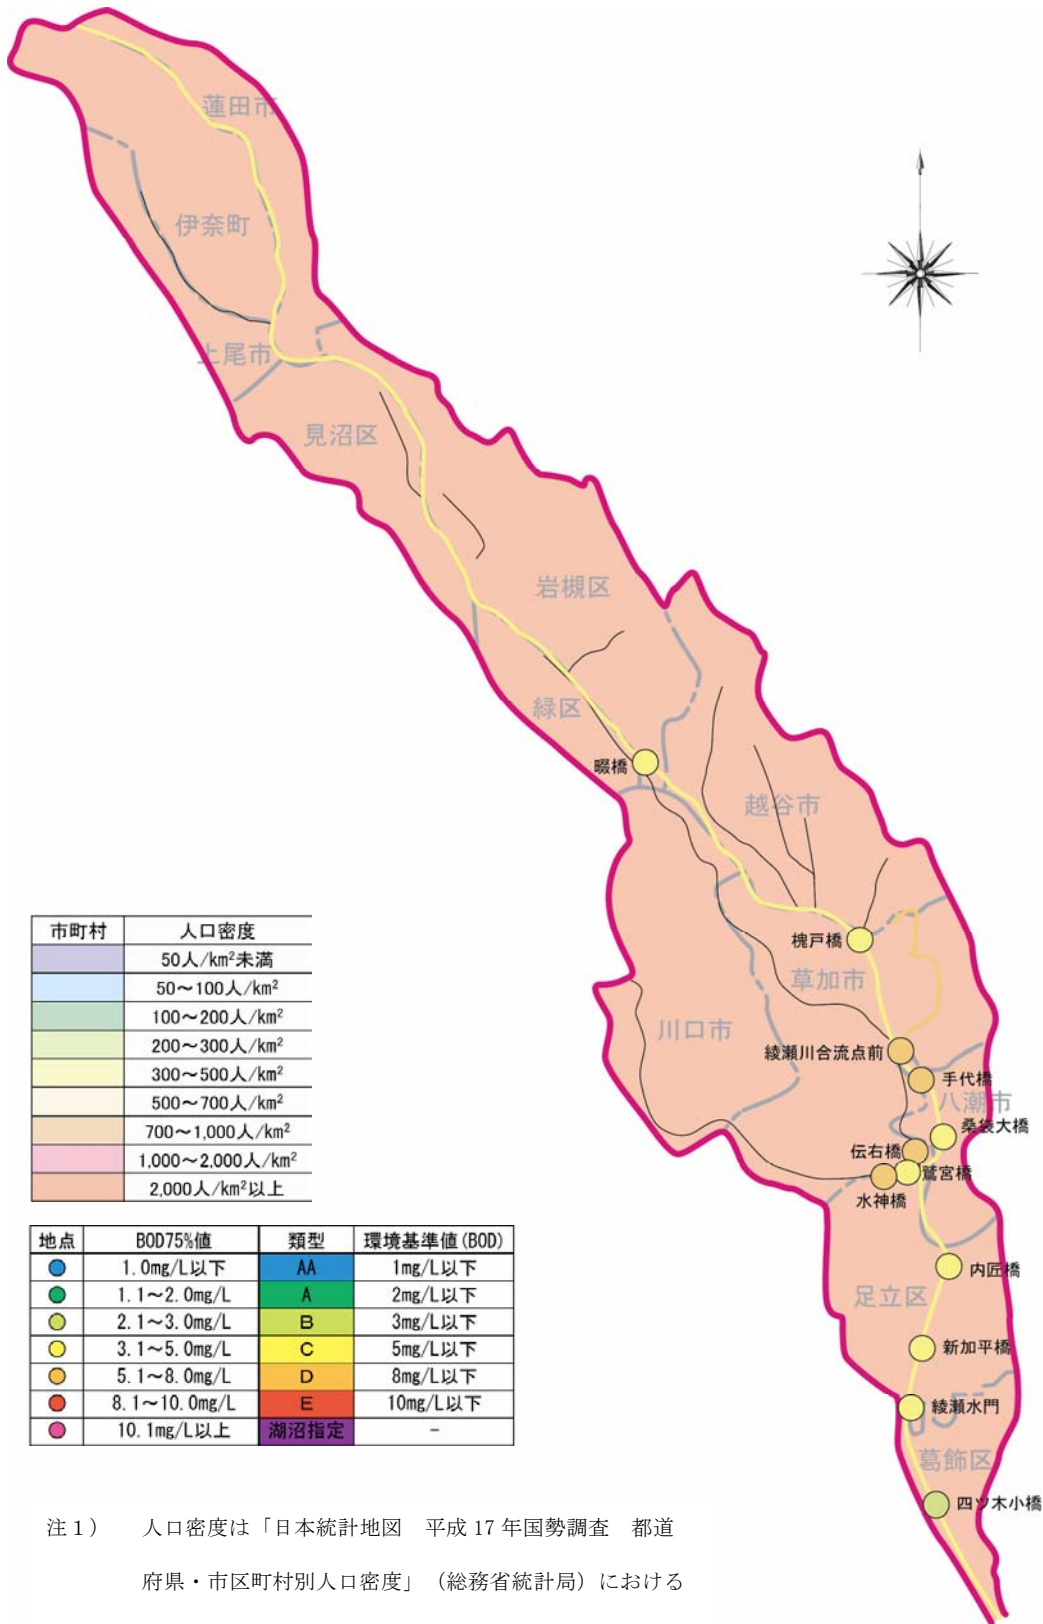 蓮田市
伊奈町
上尾市
見沼区
岩槻区
緑区
畷橋
越谷市
槐戸橋
草加市
川口市
綾瀬川合流点前
手代橋
八潮市
桑袋大橋
伝右橋
鷲宮橋
水神橋
内匠橋
足立区
新加平橋
綾瀬水門
葛飾区
四ツ木小橋
市町村 人口密度
50人/km²未満
50～100人/km²
100～200人/km²
200～300人/km²
300～500人/km²
500～700人/km²
700～1,000人/km²
1,000～2,000人/km²
2,000人/km²以上
地点 BOD75%値 類型 環境基準値(BOD)
1.0mg/L以下 AA 1mg/L以下
1.1～2.0mg/L A 2mg/L以下
2.1～3.0mg/L B 3mg/L以下
3.1～5.0mg/L C 5mg/L以下
5.1～8.0mg/L D 8mg/L以下
8.1～10.0mg/L E 10mg/L以下
10.1mg/L以上 湖沼指定 －
注１） 人口密度は「日本統計地図 平成 17 年国勢調査 都道
府県・市区町村別人口密度」（総務省統計局）における